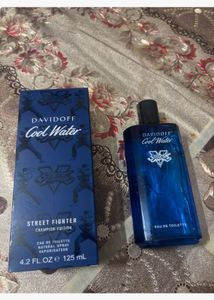 DAVIDOFF
Cool Water
STREET FIGHTER
CHAMPION EDITION
EAU DE TOILETTE
NATURAL SPRAY
VAPORISATEUR
4.2 FL.OZ ℮ 125 mL
DAVIDOFF
Cool Water
EAU DE TOILETTE